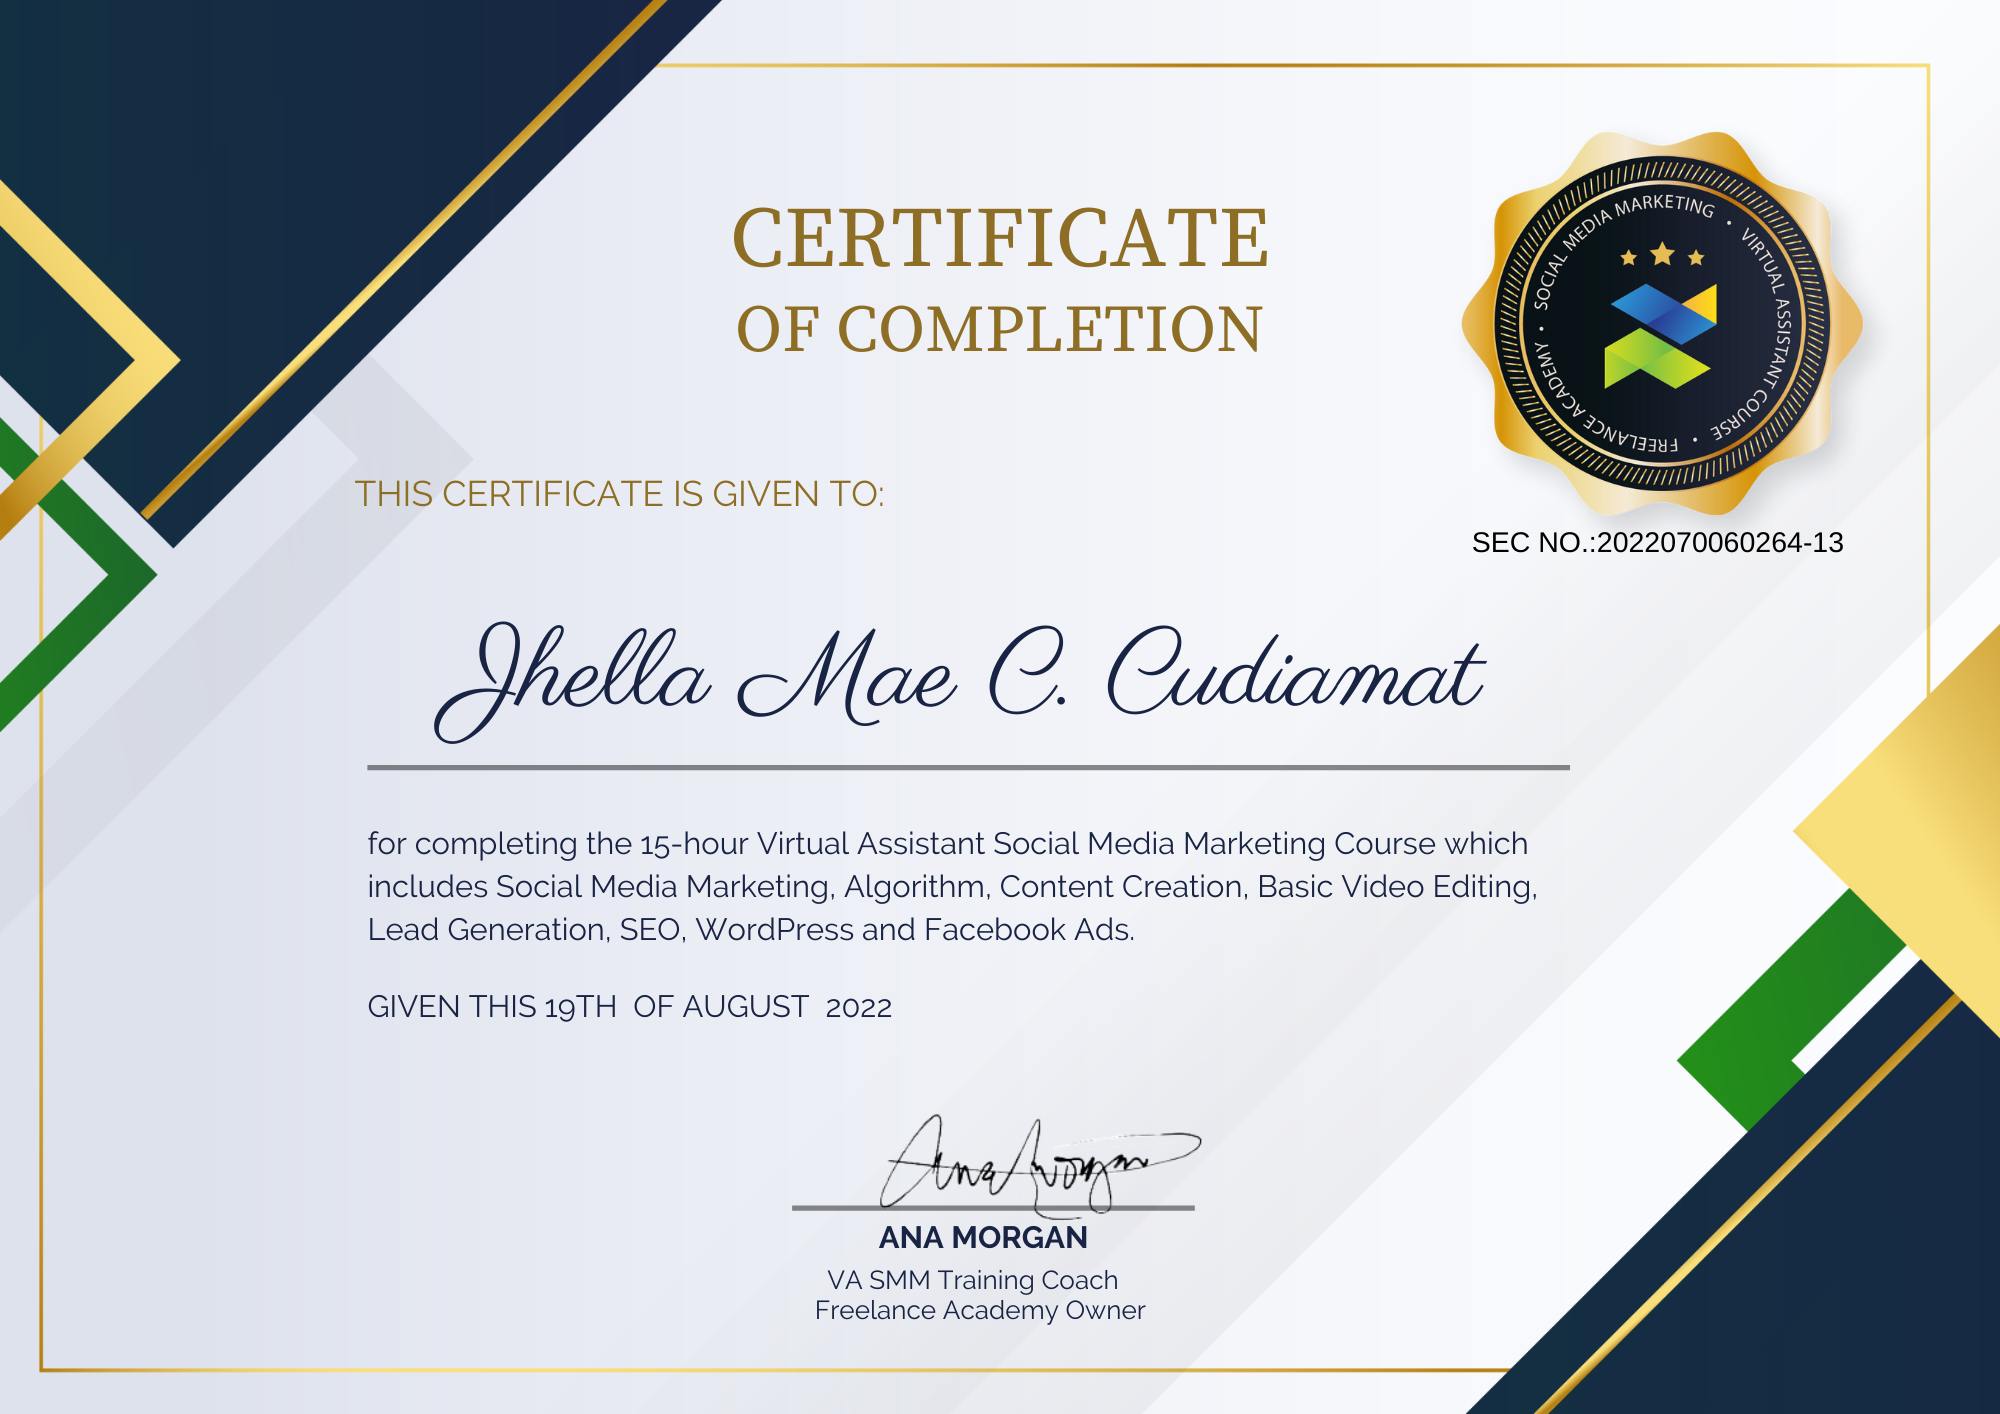 CERTIFICATE
OF COMPLETION
SOCIAL MEDIA MARKETING • VIRTUAL ASSISTANT COURSE • FREELANCE ACADEMY •
THIS CERTIFICATE IS GIVEN TO:
SEC NO.:2022070060264-13
Jhella Mae C. Cudiamat
for completing the 15-hour Virtual Assistant Social Media Marketing Course which
includes Social Media Marketing, Algorithm, Content Creation, Basic Video Editing,
Lead Generation, SEO, WordPress and Facebook Ads.
GIVEN THIS 19TH  OF AUGUST  2022
Ana Morgan
ANA MORGAN
VA SMM Training Coach
Freelance Academy Owner